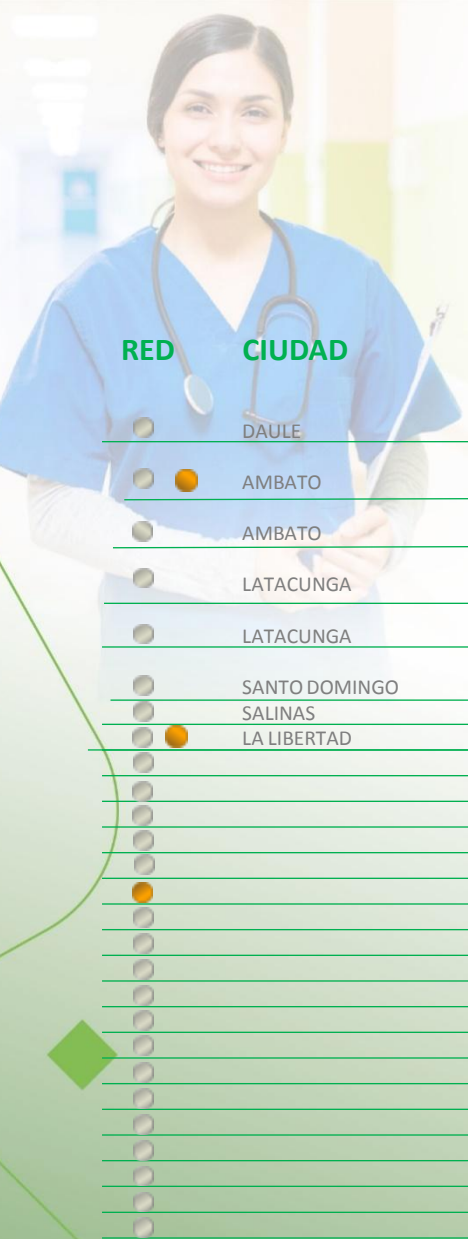 RED CIUDAD
DAULE
AMBATO
AMBATO
LATACUNGA
LATACUNGA
SANTO DOMINGO
SALINAS
LA LIBERTAD